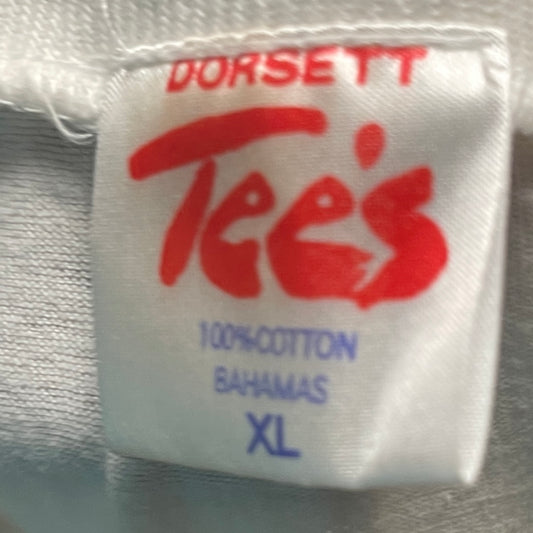 DORSETT
Tee's
100% COTTON
BAHAMAS
XL